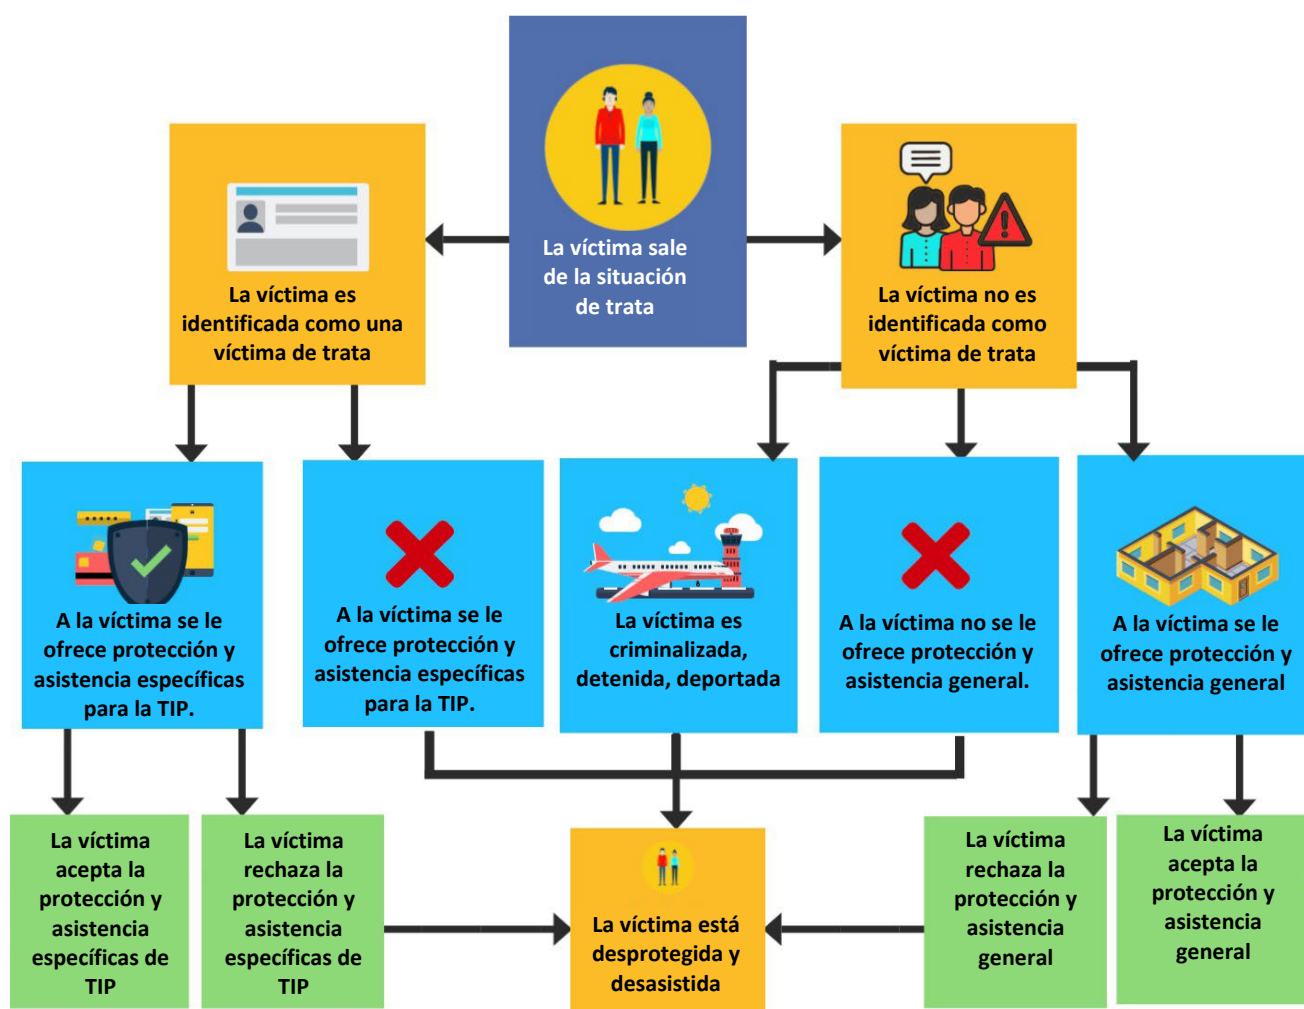 La víctima sale
de la situación
de trata
La víctima es
identificada como una
víctima de trata
La víctima no es
identificada como
víctima de trata
A la víctima se le
ofrece protección y
asistencia específicas
para la TIP.
A la víctima se le
ofrece protección y
asistencia específicas
para la TIP.
La víctima es
criminalizada,
detenida, deportada
A la víctima no se le
ofrece protección y
asistencia general.
A la víctima se le
ofrece protección y
asistencia general
La víctima
acepta la
protección y
asistencia
específicas de
TIP
La víctima
rechaza la
protección y
asistencia
específicas de
TIP
La víctima está
desprotegida y
desasistida
La víctima
rechaza la
protección y
asistencia
general
La víctima
acepta la
protección y
asistencia
general